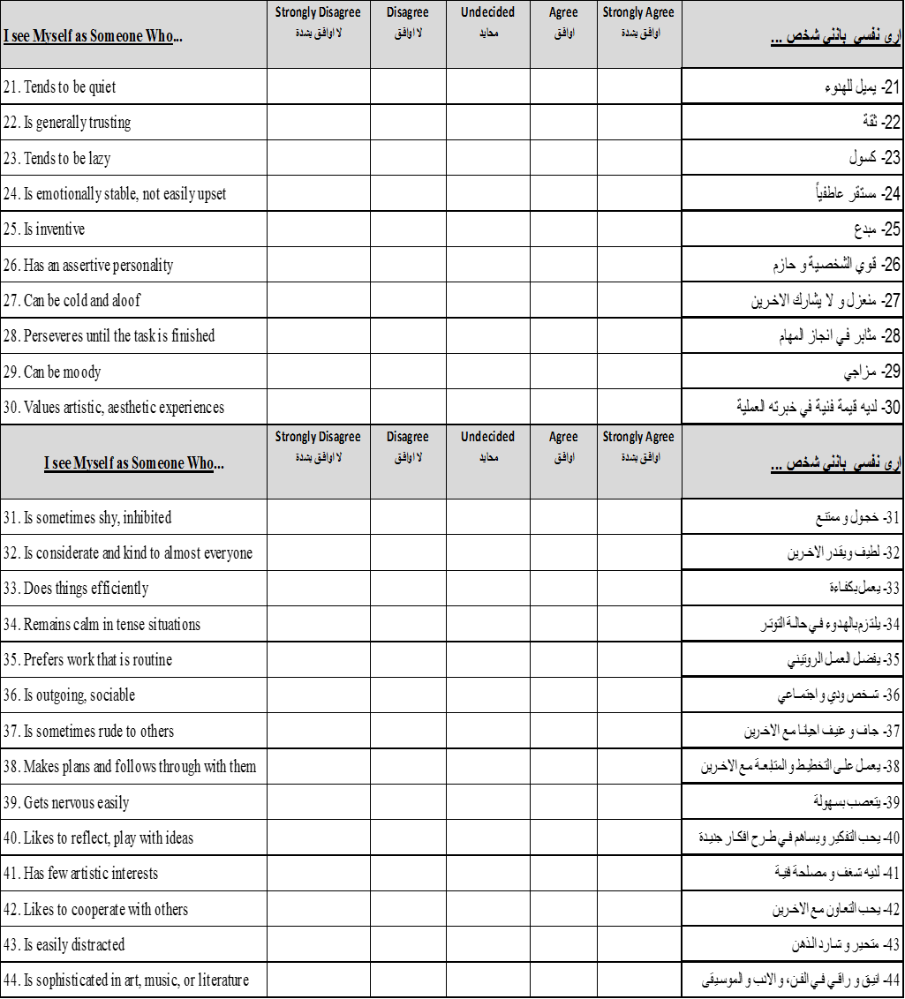 I see Myself as Someone Who... Strongly Disagree Disagree Undecided Agree Strongly Agree ارى نفسي بانني شخص ...
لا اوافق بشدة لا اوافق محايد اوافق اوافق بشدة
21. Tends to be quiet 21- يميل للهدوء
22. Is generally trusting 22- ثقة
23. Tends to be lazy 23- كسول
24. Is emotionally stable, not easily upset 24- مستقر عاطفياً
25. Is inventive 25- مبدع
26. Has an assertive personality 26- قوي الشخصية و حازم
27. Can be cold and aloof 27- منعزل و لا يشارك الاخرين
28. Perseveres until the task is finished 28- مثابر في انجاز المهام
29. Can be moody 29- مزاجي
30. Values artistic, aesthetic experiences 30- لديه قيمة فنية في خبرته العملية
I see Myself as Someone Who... Strongly Disagree Disagree Undecided Agree Strongly Agree ارى نفسي بانني شخص ...
لا اوافق بشدة لا اوافق محايد اوافق اوافق بشدة
31. Is sometimes shy, inhibited 31- خجول و ممتنع
32. Is considerate and kind to almost everyone 32- لطيف ويقدر الاخرين
33. Does things efficiently 33- يعمل بكفاءة
34. Remains calm in tense situations 34- يلتزم بالهدوء في حالة التوتر
35. Prefers work that is routine 35- يفضل العمل الروتيني
36. Is outgoing, sociable 36- شخص ودي و اجتماعي
37. Is sometimes rude to others 37- جاف و عنيف احيانا مع الاخرين
38. Makes plans and follows through with them 38- يعمل على التخطيط و المتابعة مع الاخرين
39. Gets nervous easily 39- يتعصب بسهولة
40. Likes to reflect, play with ideas 40- يحب التفكير ويساهم في طرح افكار جديدة
41. Has few artistic interests 41- لديه شغف و مصلحة فنية
42. Likes to cooperate with others 42- يحب التعاون مع الاخرين
43. Is easily distracted 43- متحير و شارد الذهن
44. Is sophisticated in art, music, or literature 44- انيق و راقي في الفن، و الادب و الموسيقى